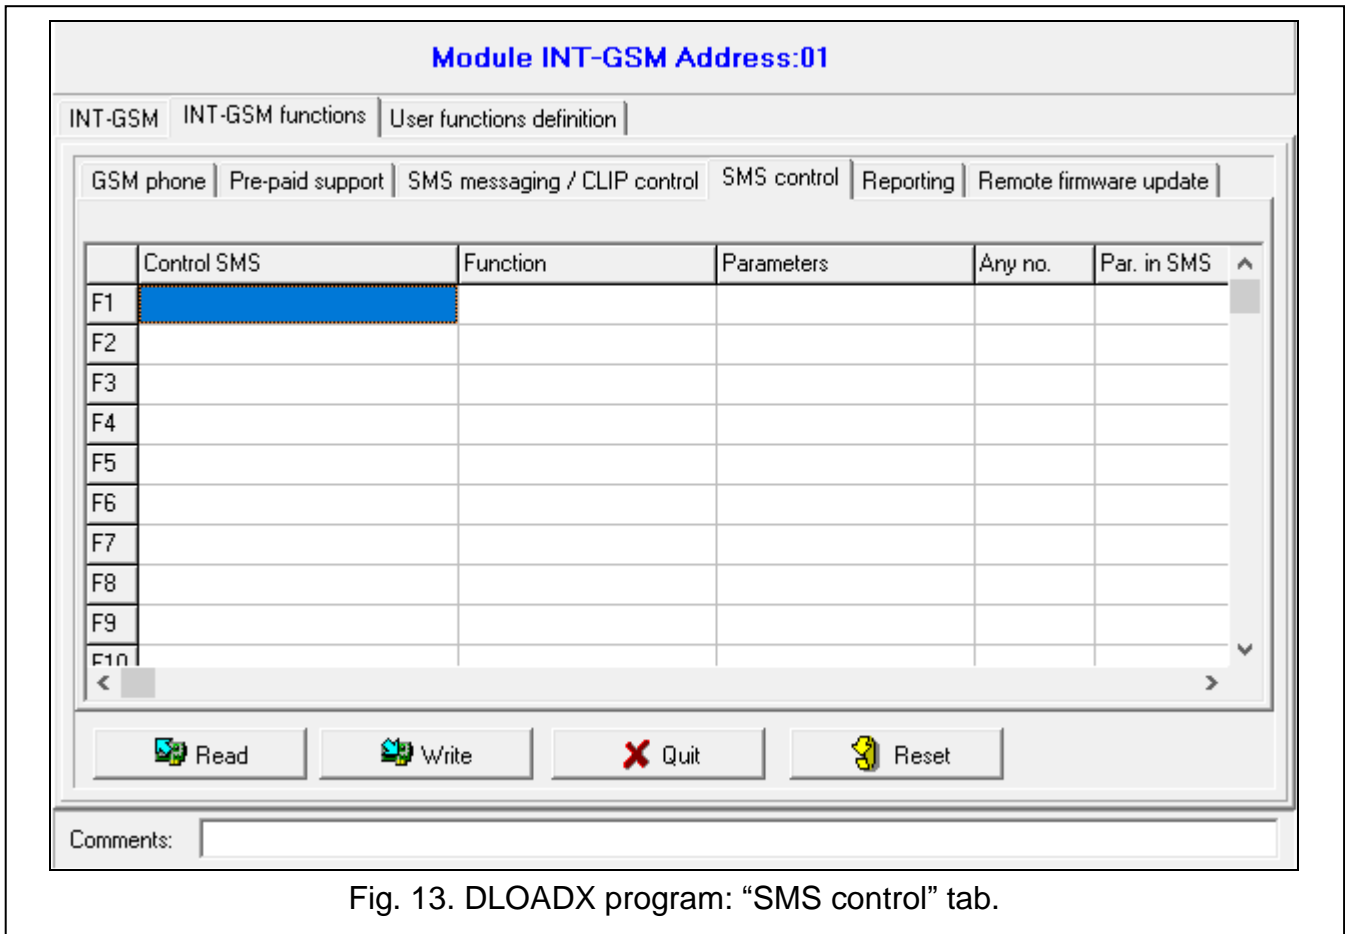 Module INT-GSM Address:01
INT-GSM INT-GSM functions User functions definition
GSM phone Pre-paid support SMS messaging / CLIP control SMS control Reporting Remote firmware update
Control SMS Function Parameters Any no. Par. in SMS
F1
F2
F3
F4
F5
F6
F7
F8
F9
F10
Read Write Quit Reset
Comments:
Fig. 13. DLOADX program: “SMS control” tab.